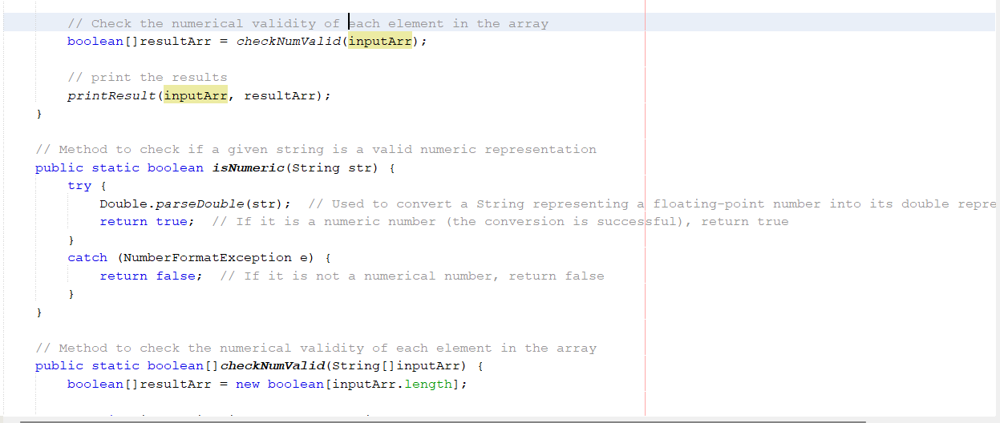 // Check the numerical validity of each element in the array
boolean[]resultArr = checkNumValid(inputArr);
// print the results
printResult(inputArr, resultArr);
}
// Method to check if a given string is a valid numeric representation
public static boolean isNumeric(String str) {
try {
Double.parseDouble(str);  // Used to convert a String representing a floating-point number into its double repre
return true;  // If it is a numeric number (the conversion is successful), return true
}
catch (NumberFormatException e) {
return false;  // If it is not a numerical number, return false
}
}
// Method to check the numerical validity of each element in the array
public static boolean[]checkNumValid(String[]inputArr) {
boolean[]resultArr = new boolean[inputArr.length];